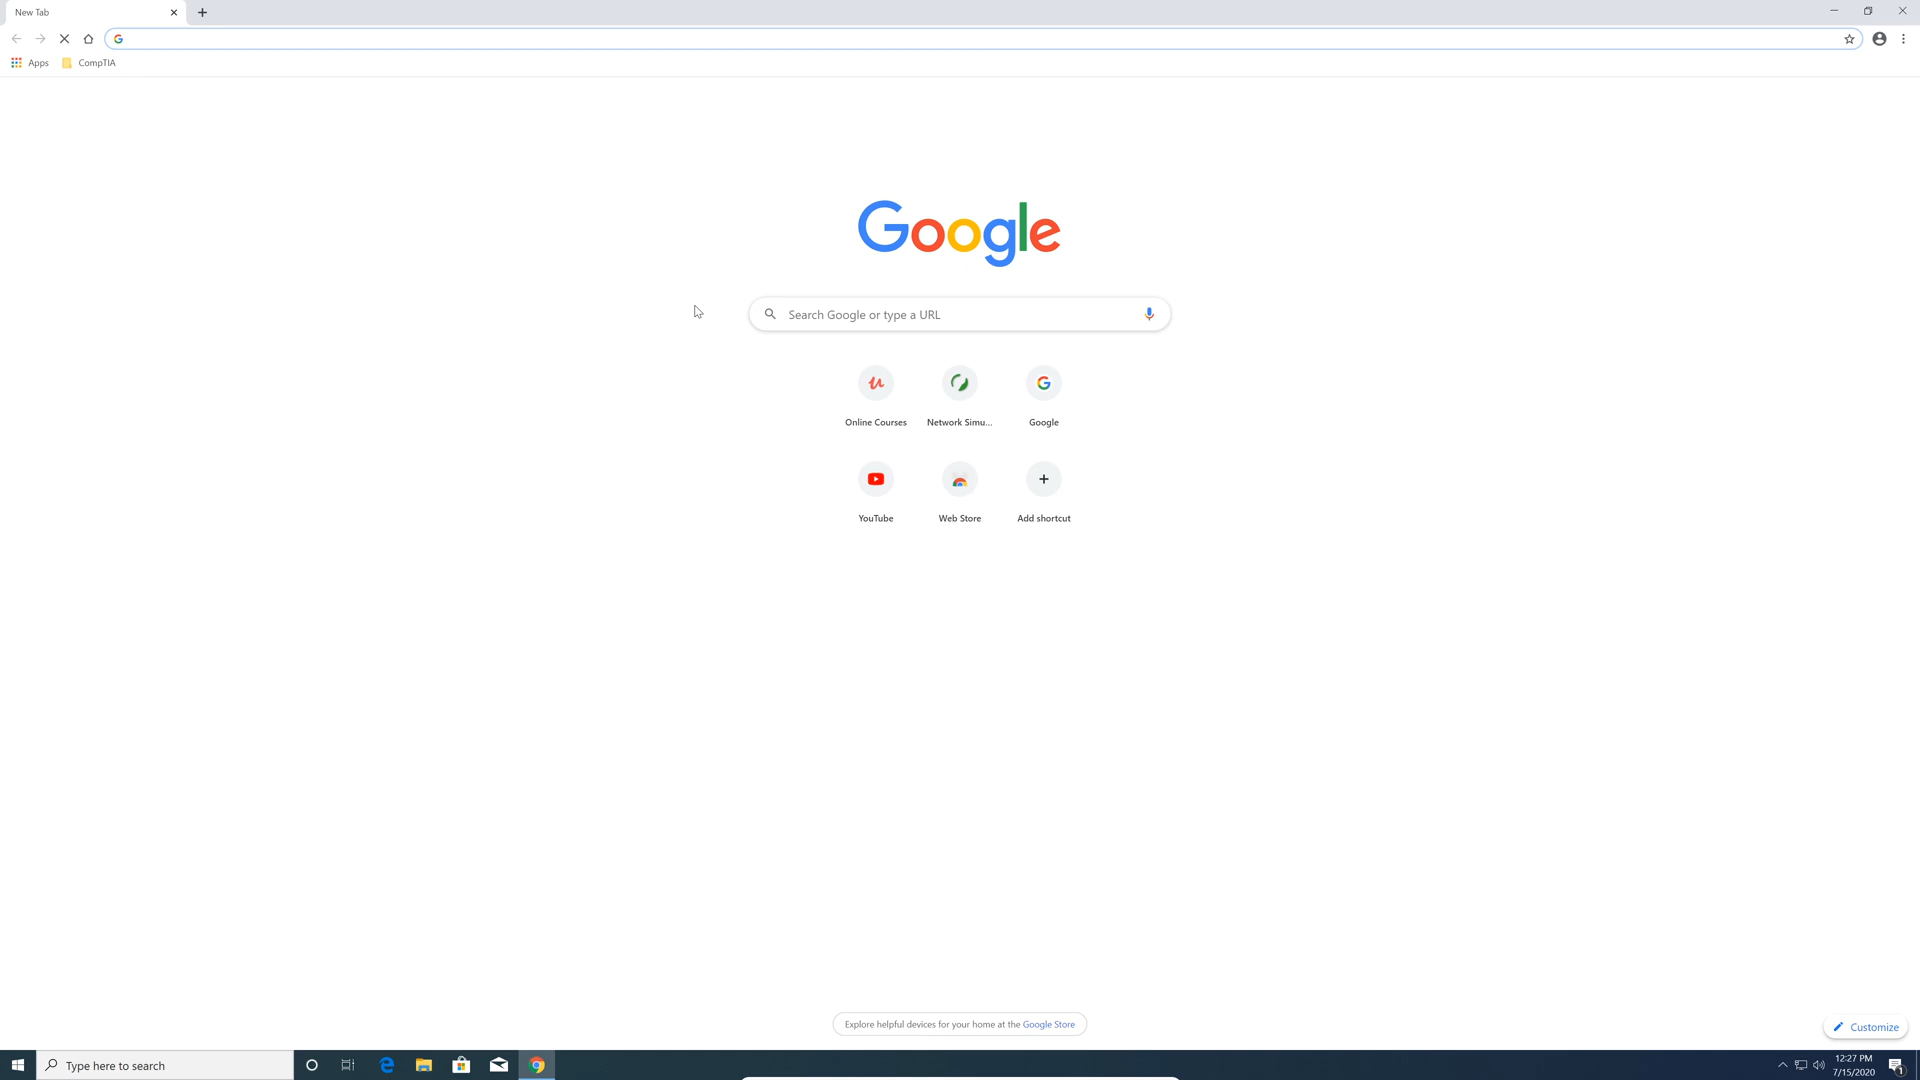 New Tab
Apps
CompTIA
Google
Search Google or type a URL
Online Courses
Network Simu...
Google
YouTube
Web Store
Add shortcut
Explore helpful devices for your home at the Google Store
Customize
Type here to search
12:27 PM
7/15/2020
1